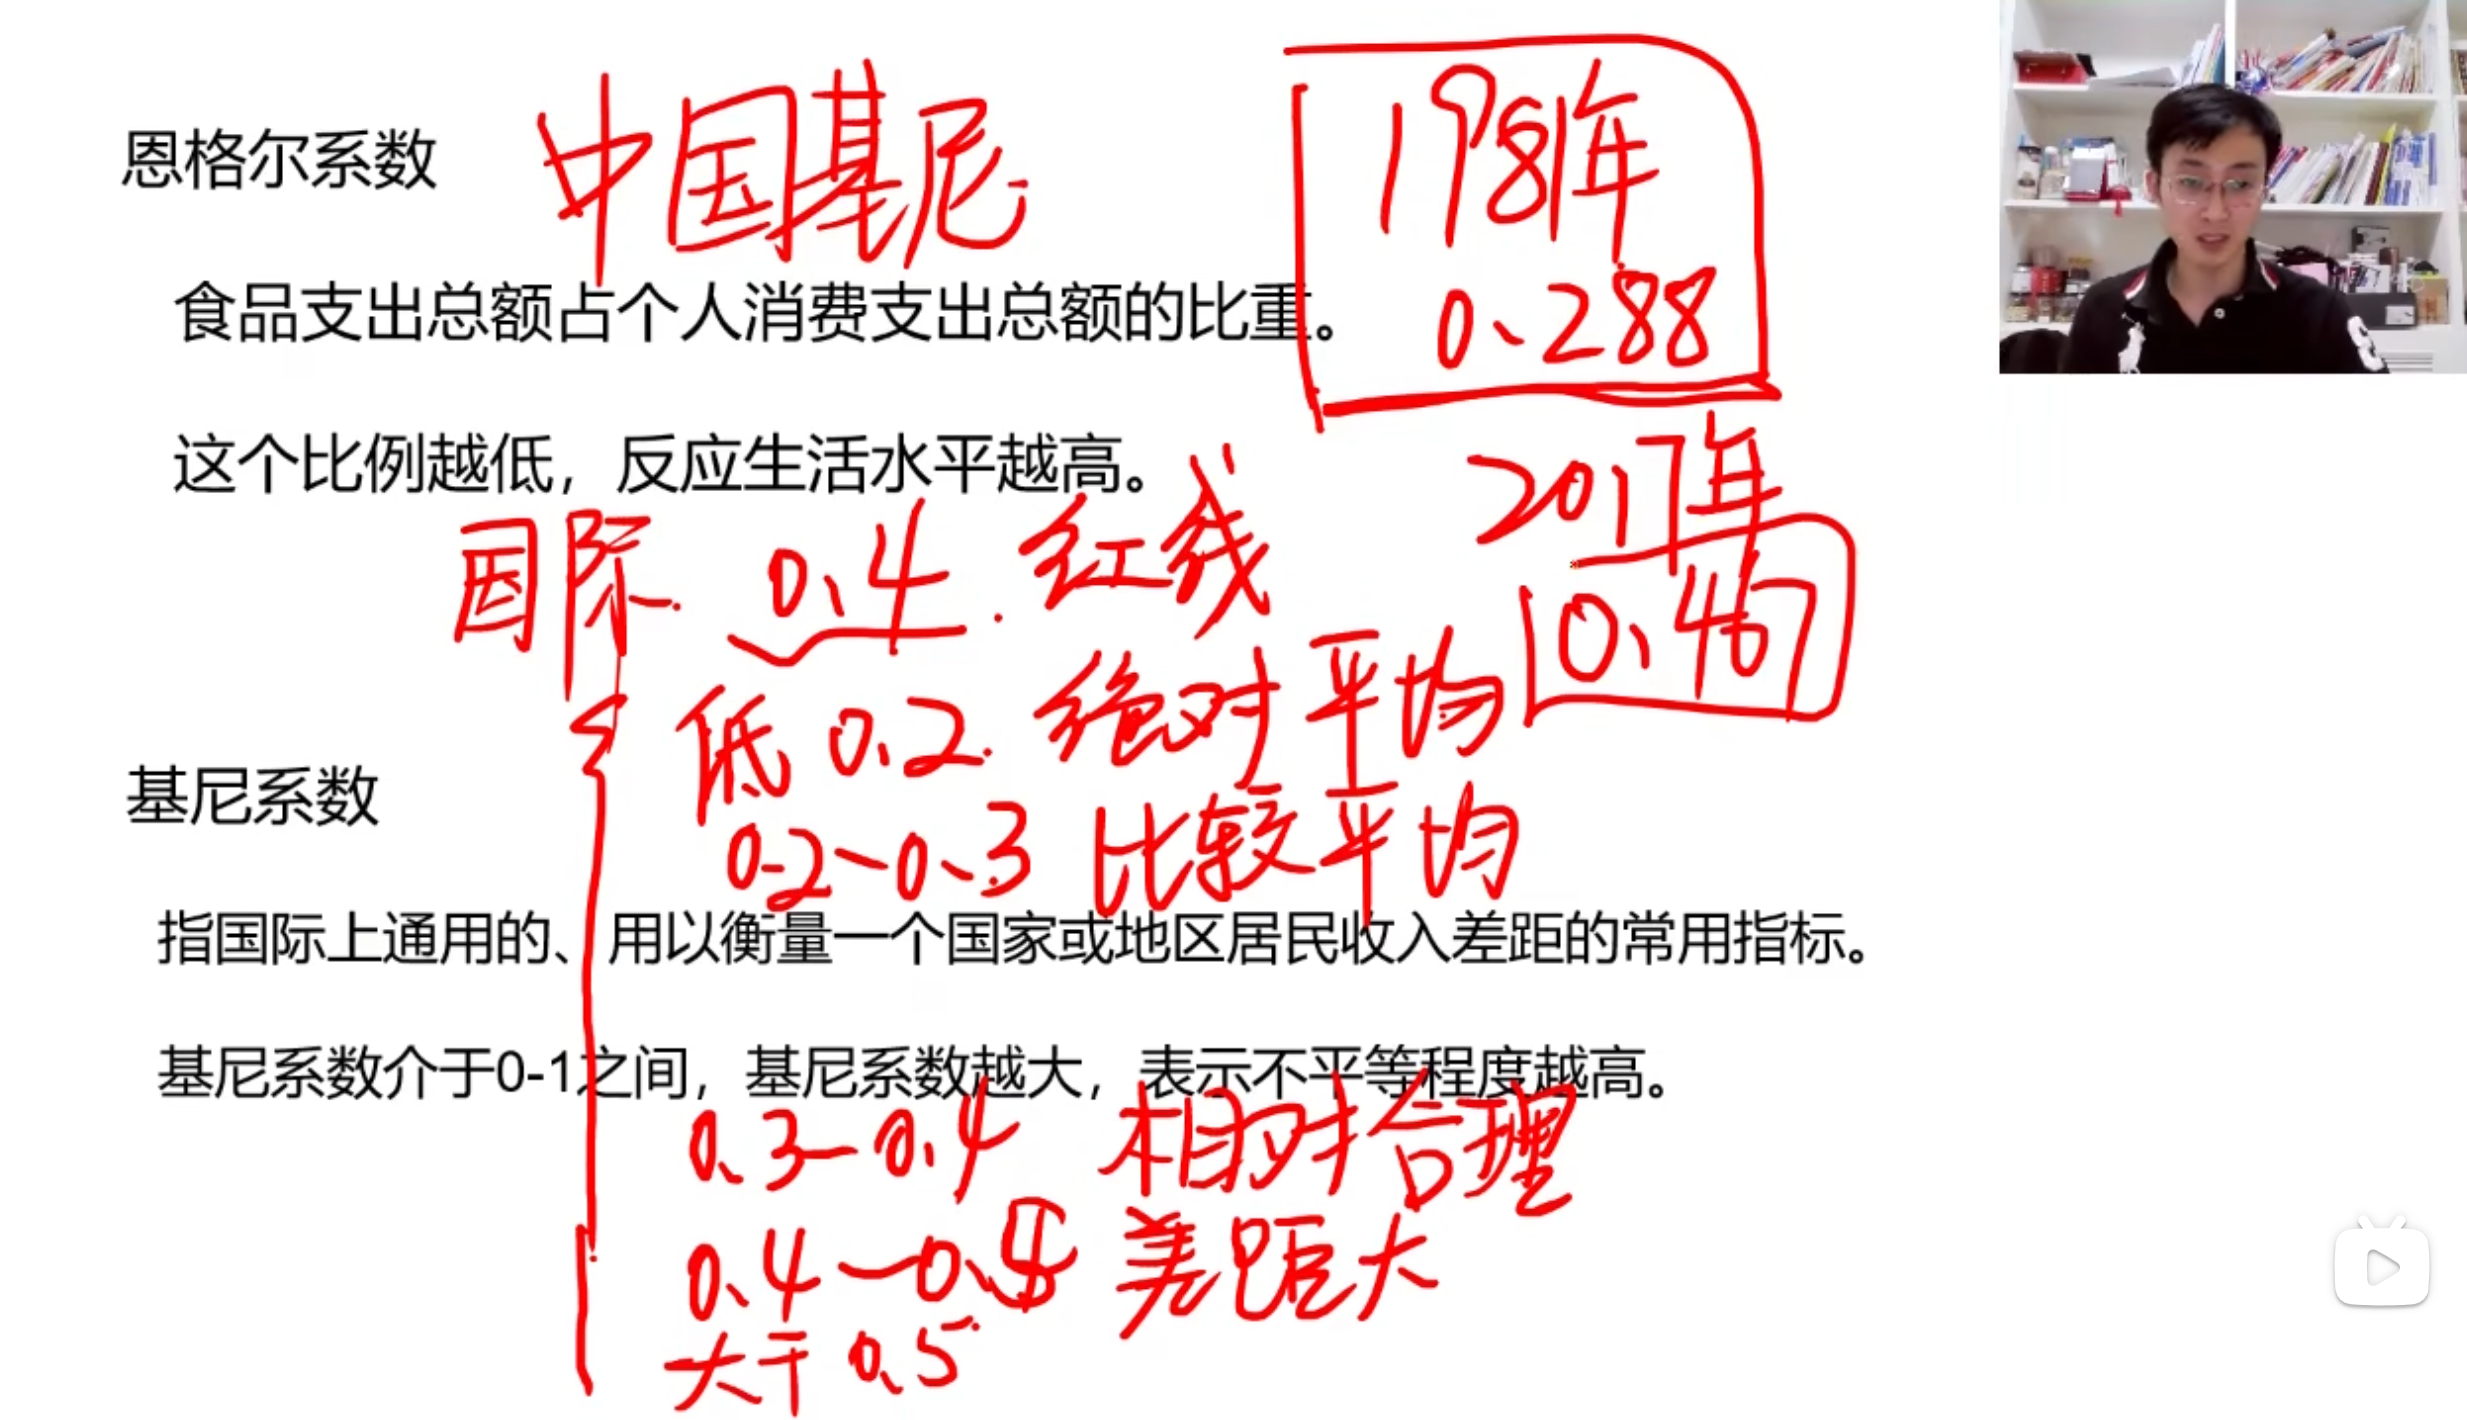 恩格尔系数
中国基尼
1981年
0.288
食品支出总额占个人消费支出总额的比重。
这个比例越低，反应生活水平越高。
2017年
0.467
国际 0.4 红线
低 0.2 绝对平均
基尼系数
0.2-0.3 比较平均
指国际上通用的、用以衡量一个国家或地区居民收入差距的常用指标。
基尼系数介于0-1之间，基尼系数越大，表示不平等程度越高。
0.3-0.4 相对合理
0.4-0.5 差距大
大于 0.5